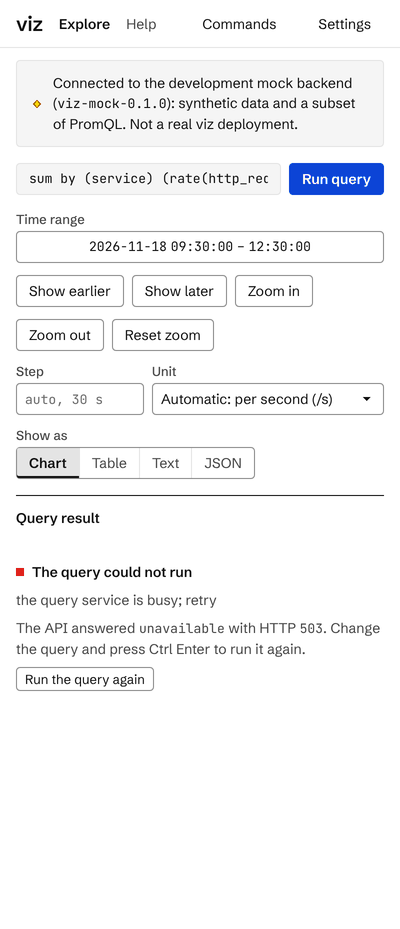 viz Explore Help Commands Settings
Connected to the development mock backend
(viz-mock-0.1.0): synthetic data and a subset
of PromQL. Not a real viz deployment.
sum by (service) (rate(http_rec Run query
Time range
2026-11-18 09:30:00 – 12:30:00
Show earlier Show later Zoom in
Zoom out Reset zoom
Step Unit
auto, 30 s Automatic: per second (/s)
Show as
Chart Table Text JSON
Query result
The query could not run
the query service is busy; retry
The API answered unavailable with HTTP 503. Change
the query and press Ctrl Enter to run it again.
Run the query again